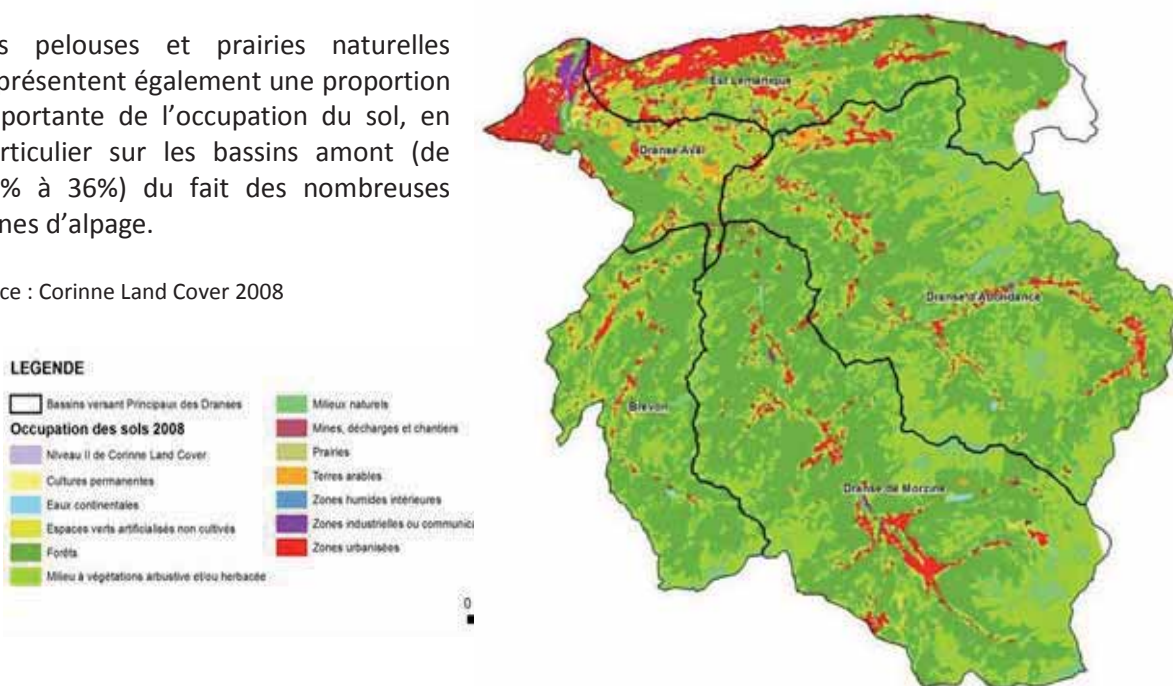 s pelouses et prairies naturelles
présentent également une proportion
portante de l’occupation du sol, en
rticulier sur les bassins amont (de
% à 36%) du fait des nombreuses
nes d’alpage.
ce : Corinne Land Cover 2008
LEGENDE
Bassins versant Principaux des Dranses
Occupation des sols 2008
Niveau II de Corinne Land Cover
Cultures permanentes
Eaux continentales
Espaces verts artificialisés non cultivés
Forêts
Milieu à végétations arbustive et/ou herbacée
Milieux naturels
Mines, décharges et chantiers
Prairies
Terres arables
Zones humides intérieures
Zones industrielles ou communica
Zones urbanisées
0
Est Lémanique
Dranse Aval
Dranse d'Abondance
Brevon
Dranse de Morzine